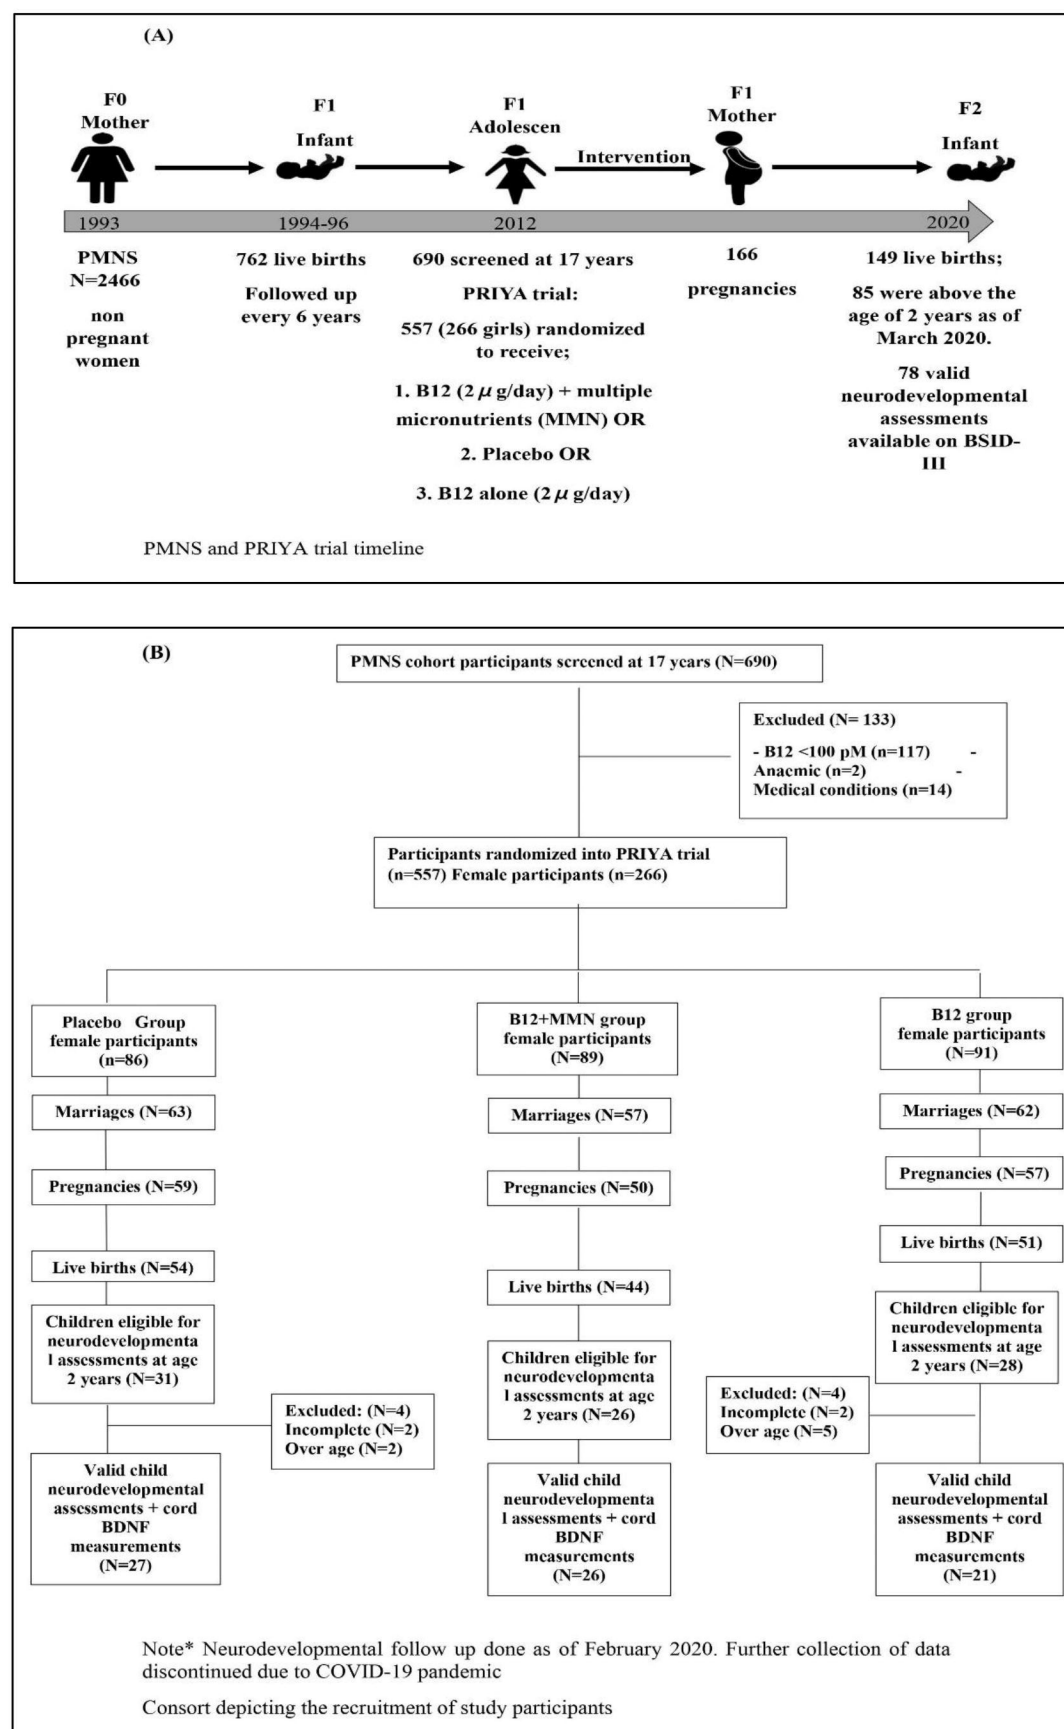 (A)
F0
Mother
F1
Infant
F1
Adolescen
Intervention
F1
Mother
F2
Infant
1993
1994-96
2012
2020
PMNS
N=2466
non
pregnant
women
762 live births
Followed up
every 6 years
690 screened at 17 years
PRIYA trial:
557 (266 girls) randomized
to receive;
1. B12 (2 μ g/day) + multiple
micronutrients (MMN) OR
2. Placebo OR
3. B12 alone (2 μ g/day)
166
pregnancies
149 live births;
85 were above the
age of 2 years as of
March 2020.
78 valid
neurodevelopmental
assessments
available on BSID-
III
PMNS and PRIYA trial timeline
(B)
PMNS cohort participants screened at 17 years (N=690)
Excluded (N= 133)
- B12 <100 pM (n=117) -
Anaemic (n=2) -
Medical conditions (n=14)
Participants randomized into PRIYA trial
(n=557) Female participants (n=266)
Placebo Group
female participants
(n=86)
Marriages (N=63)
Pregnancies (N=59)
Live births (N=54)
Children eligible for
neurodevelopmenta
l assessments at age
2 years (N=31)
Excluded: (N=4)
Incomplete (N=2)
Over age (N=2)
Valid child
neurodevelopmental
assessments + cord
BDNF
measurements
(N=27)
B12+MMN group
female participants
(N=89)
Marriages (N=57)
Pregnancies (N=50)
Live births (N=44)
Children eligible for
neurodevelopmenta
l assessments at age
2 years (N=26)
Valid child
neurodevelopmenta
l assessments + cord
BDNF
measurements
(N=26)
B12 group
female participants
(N=91)
Marriages (N=62)
Pregnancies (N=57)
Live births (N=51)
Children eligible for
neurodevelopmenta
l assessments at age
2 years (N=28)
Excluded: (N=4)
Incomplete (N=2)
Over age (N=5)
Valid child
neurodevelopmental
assessments + cord
BDNF
measurements
(N=21)
Note* Neurodevelopmental follow up done as of February 2020. Further collection of data
discontinued due to COVID-19 pandemic
Consort depicting the recruitment of study participants